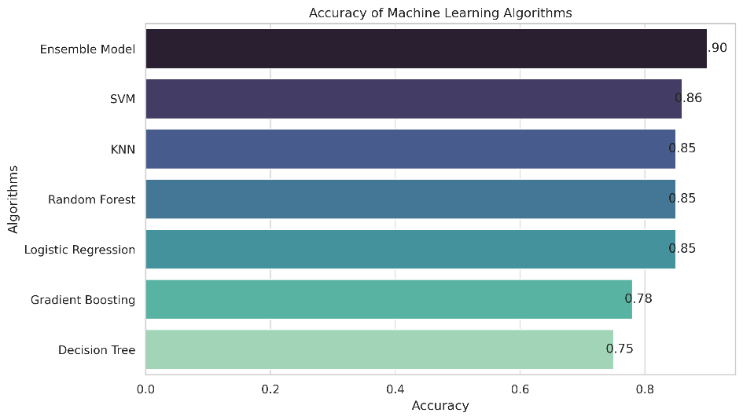 Accuracy of Machine Learning Algorithms
Ensemble Model
.90
SVM
0.86
KNN
0.85
Random Forest
0.85
Logistic Regression
0.85
Gradient Boosting
0.78
Decision Tree
0.75
Algorithms
0.0 0.2 0.4 0.6 0.8
Accuracy